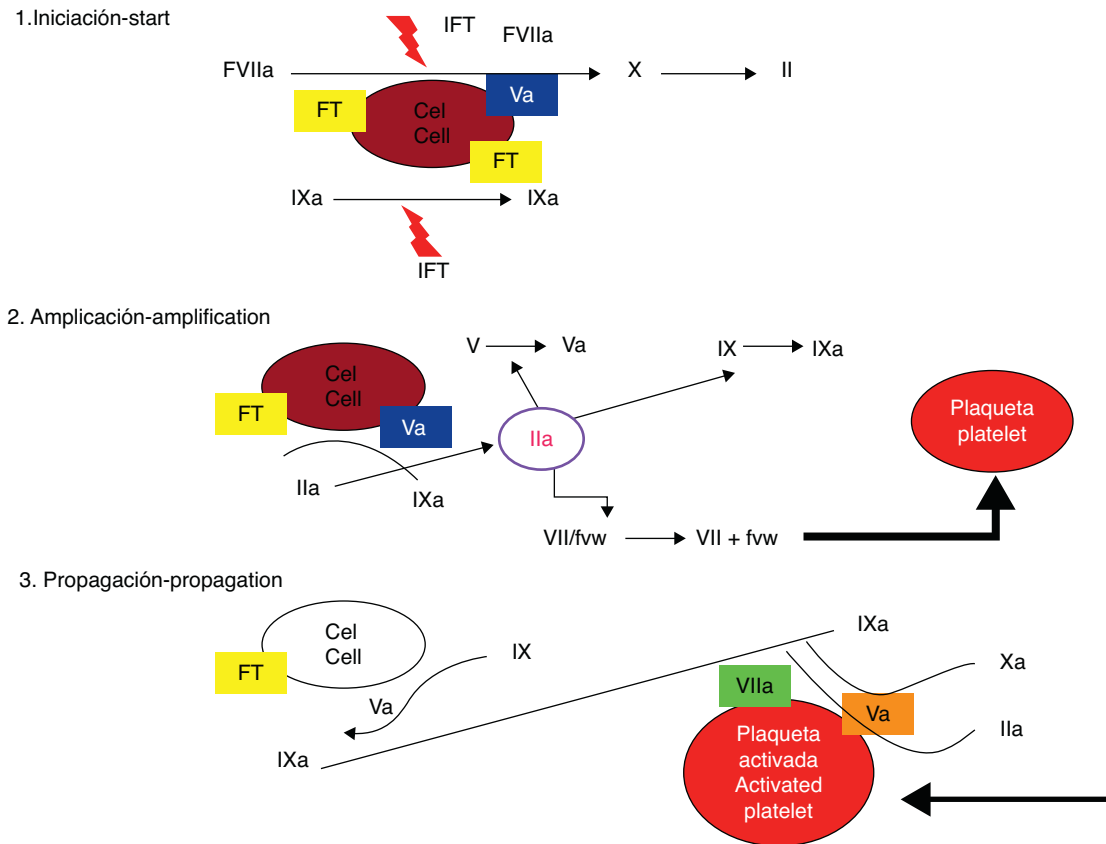 1.Iniciación-start
IFT
FVIIa
FVIIa
X
II
FT
Va
Cel
Cell
FT
IXa
IXa
IFT
2. Amplicación-amplification
V
Va
IX
IXa
Cel
Cell
FT
Va
IIa
Plaqueta
platelet
IIa
IXa
VII/fvw
VII + fvw
3. Propagación-propagation
Cel
Cell
FT
IX
Va
IXa
IXa
Xa
VIIa
Va
IIa
Plaqueta
activada
Activated
platelet